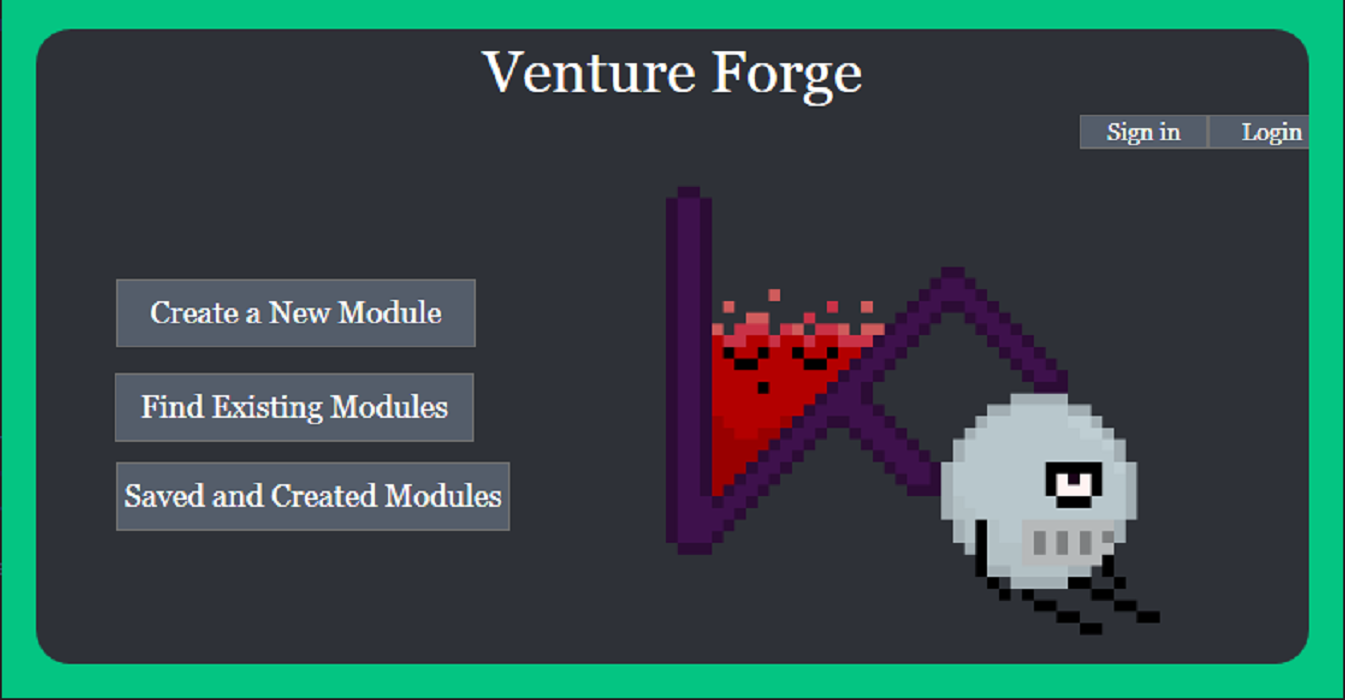 Venture Forge
Sign in
Login
Create a New Module
Find Existing Modules
Saved and Created Modules